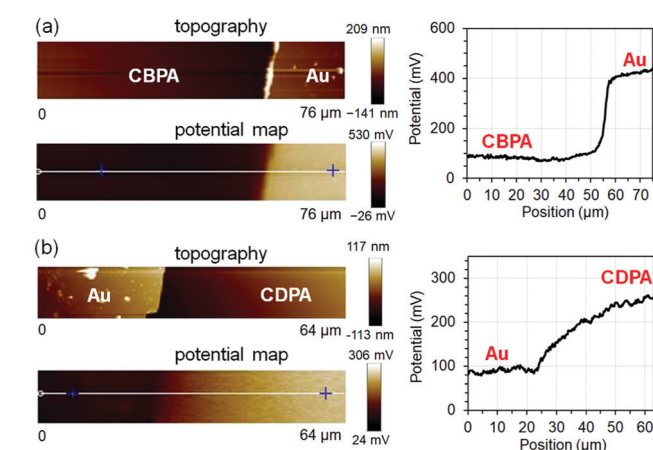 (a)
topography
CBPA
Au
209 nm
−141 nm
0
76 μm
potential map
530 mV
−26 mV
0
76 μm
Potential (mV)
600
400
200
0
CBPA
Au
0 10 20 30 40 50 60 70
Position (μm)
(b)
topography
Au
CDPA
117 nm
-113 nm
0
64 μm
potential map
306 mV
24 mV
0
64 μm
Potential (mV)
300
200
100
0
Au
CDPA
0 10 20 30 40 50 60
Position (μm)